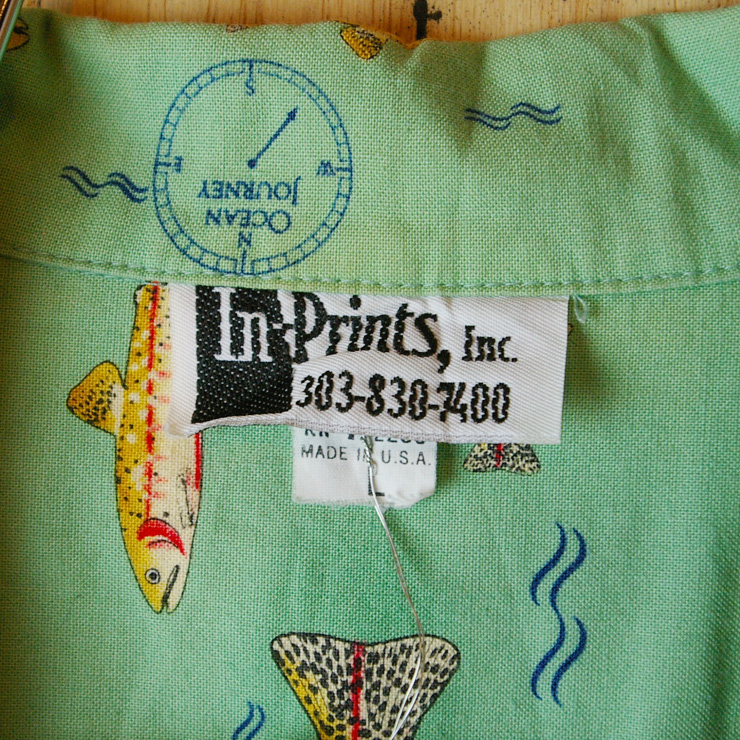 S
E
W
OCEAN
JOURNEY
N
In-Prints, Inc.
303-830-7400
MADE IN U.S.A.
L